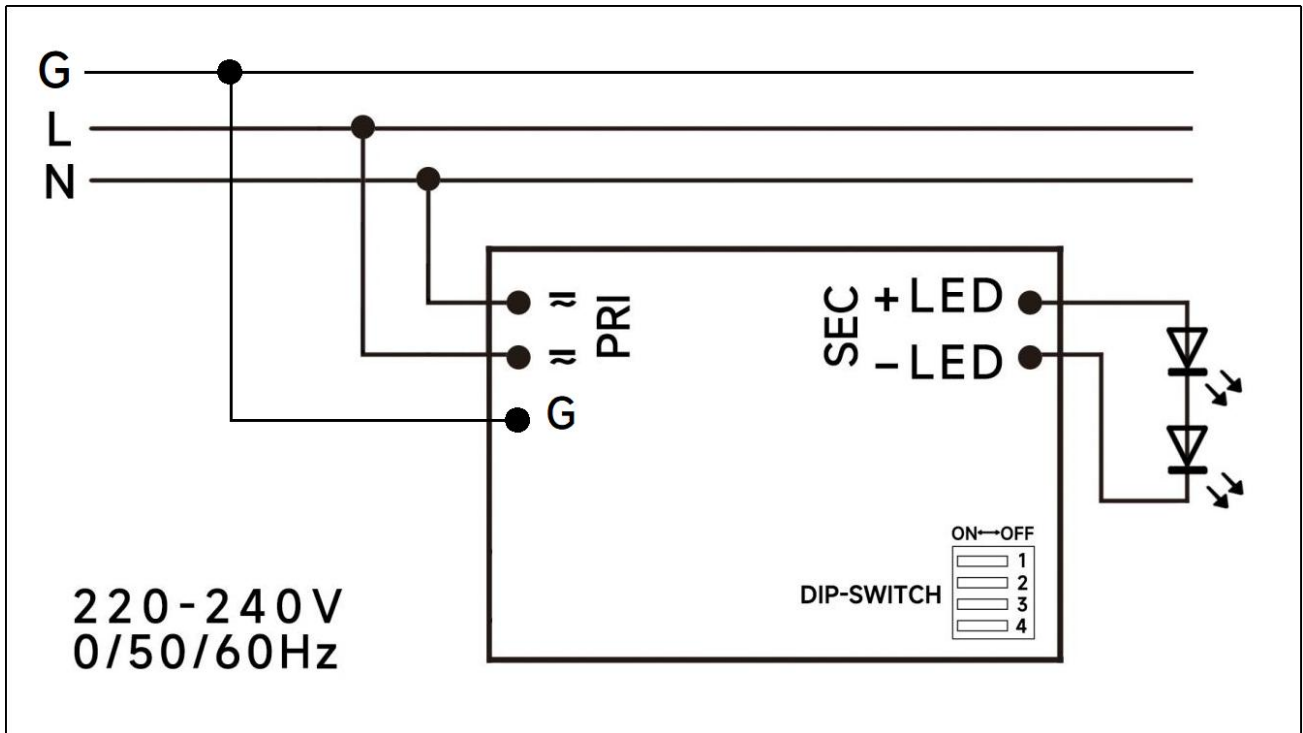 G
L
N
≂ PRI
≂
G
SEC +LED
−LED
ON↔OFF
1
2
DIP-SWITCH
3
4
220-240V
0/50/60Hz